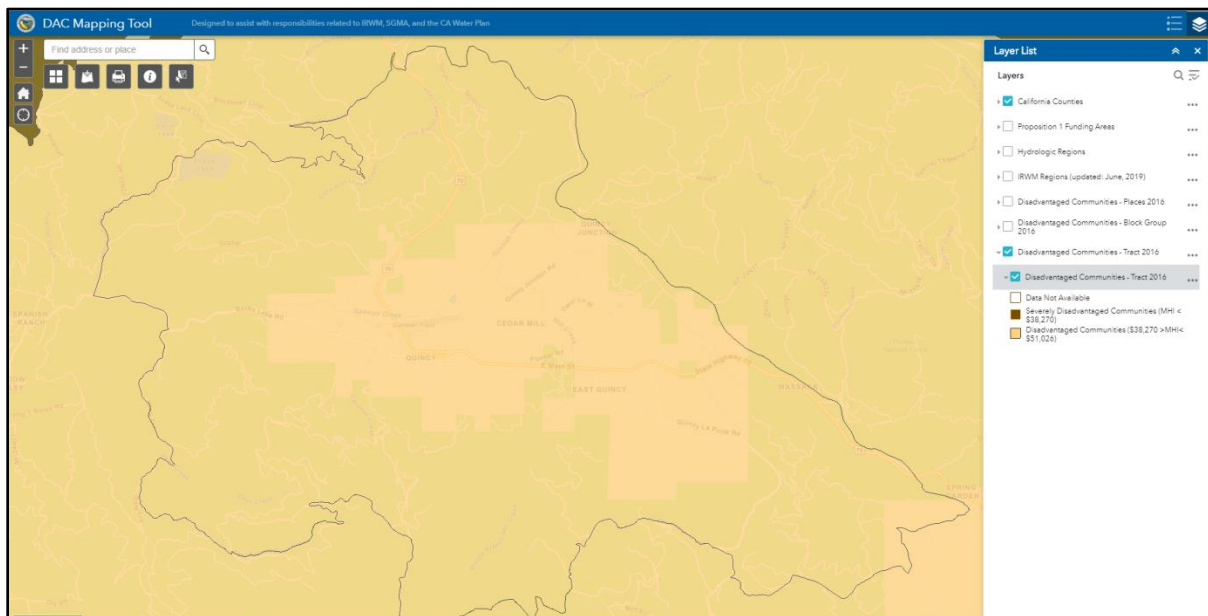 DAC Mapping Tool
Designed to assist with responsibilities related to IRWM, SGMA, and the CA Water Plan
Find address or place
Layer List
Layers
California Counties
Proposition 1 Funding Areas
Hydrologic Regions
IRWM Regions (updated: June, 2019)
Disadvantaged Communities - Places 2016
Disadvantaged Communities - Block Group
2016
Disadvantaged Communities - Tract 2016
Disadvantaged Communities - Tract 2016
Data Not Available
Severely Disadvantaged Communities (MHI <
$38,270)
Disadvantaged Communities ($38,270 >MHI<
$51,026)
QUINCY
JUNCTION
CEDAR MILL
QUINCY
E Main St
EAST QUINCY
MASSACK
Quincy La Porte Rd
SPANISH
RANCH
SPRING
GARDEN